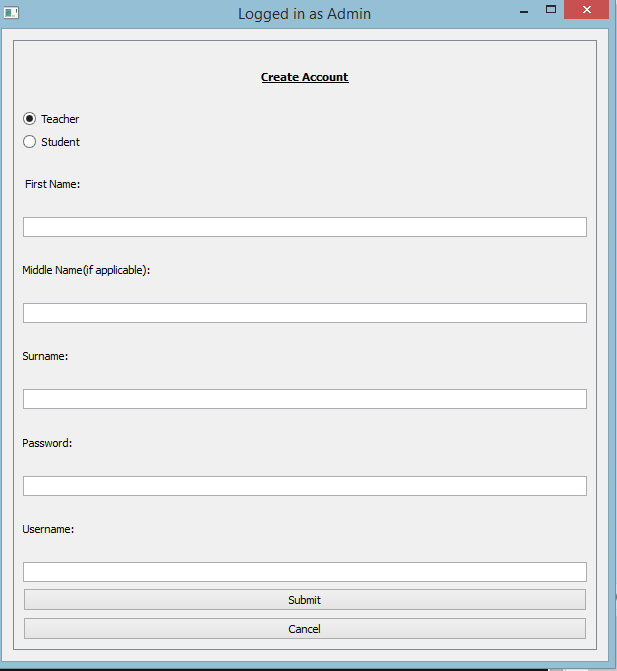 Logged in as Admin
Create Account
Teacher
Student
First Name:
Middle Name(if applicable):
Surname:
Password:
Username:
Submit
Cancel